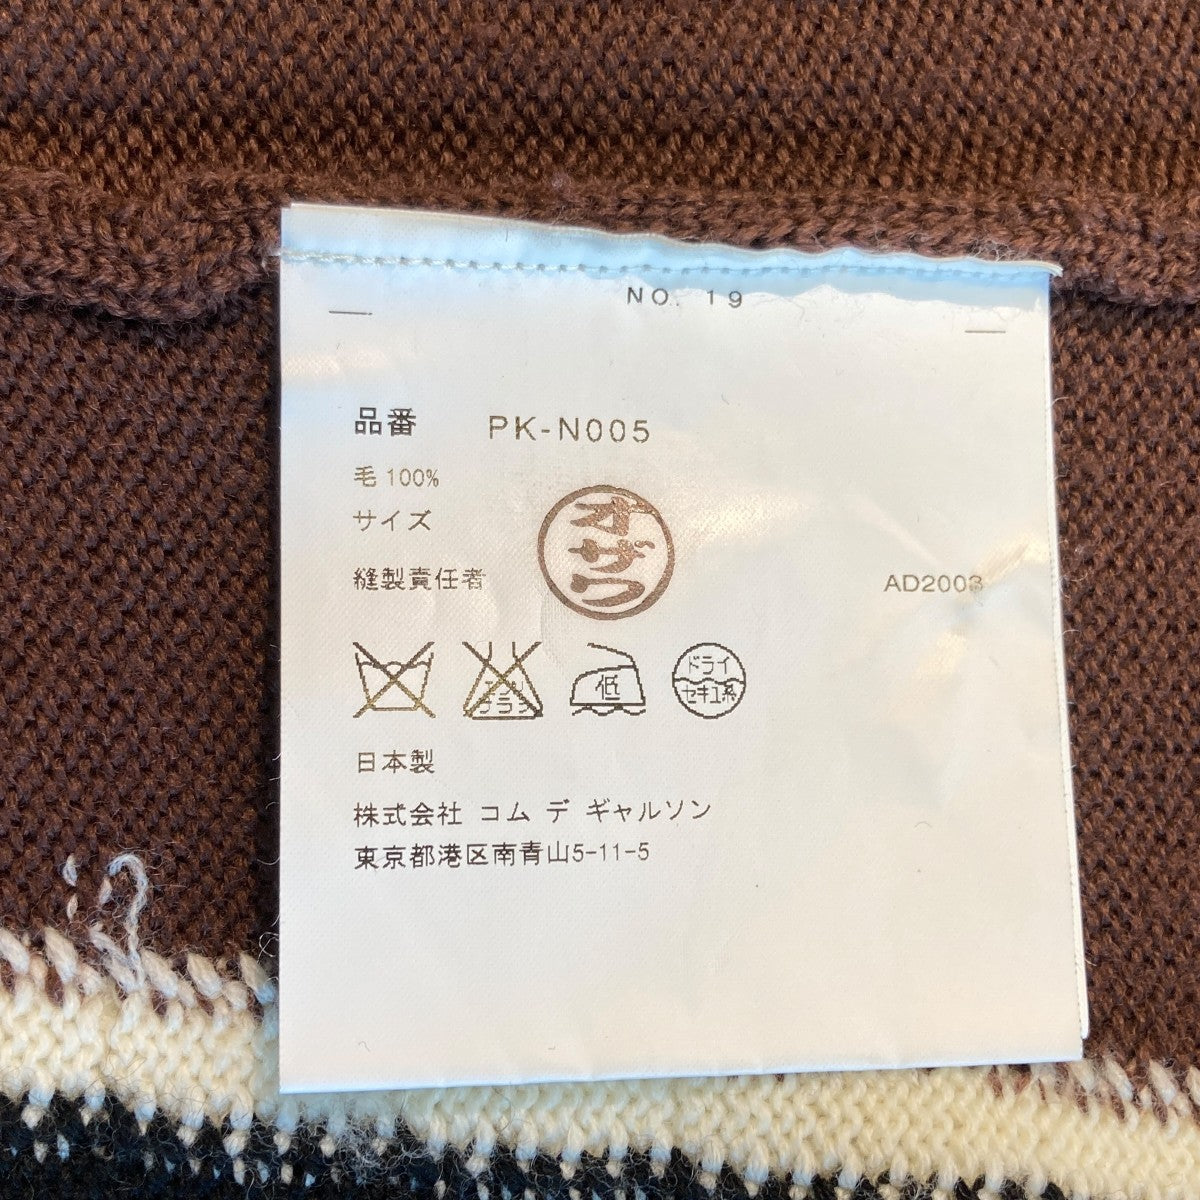 NO. 19
品番 PK-N005
毛 100%
サイズ
縫製責任者
オザワ
AD2003
低
ドライ
セキユ系
日本製
株式会社 コム デ ギャルソン
東京都港区南青山5-11-5